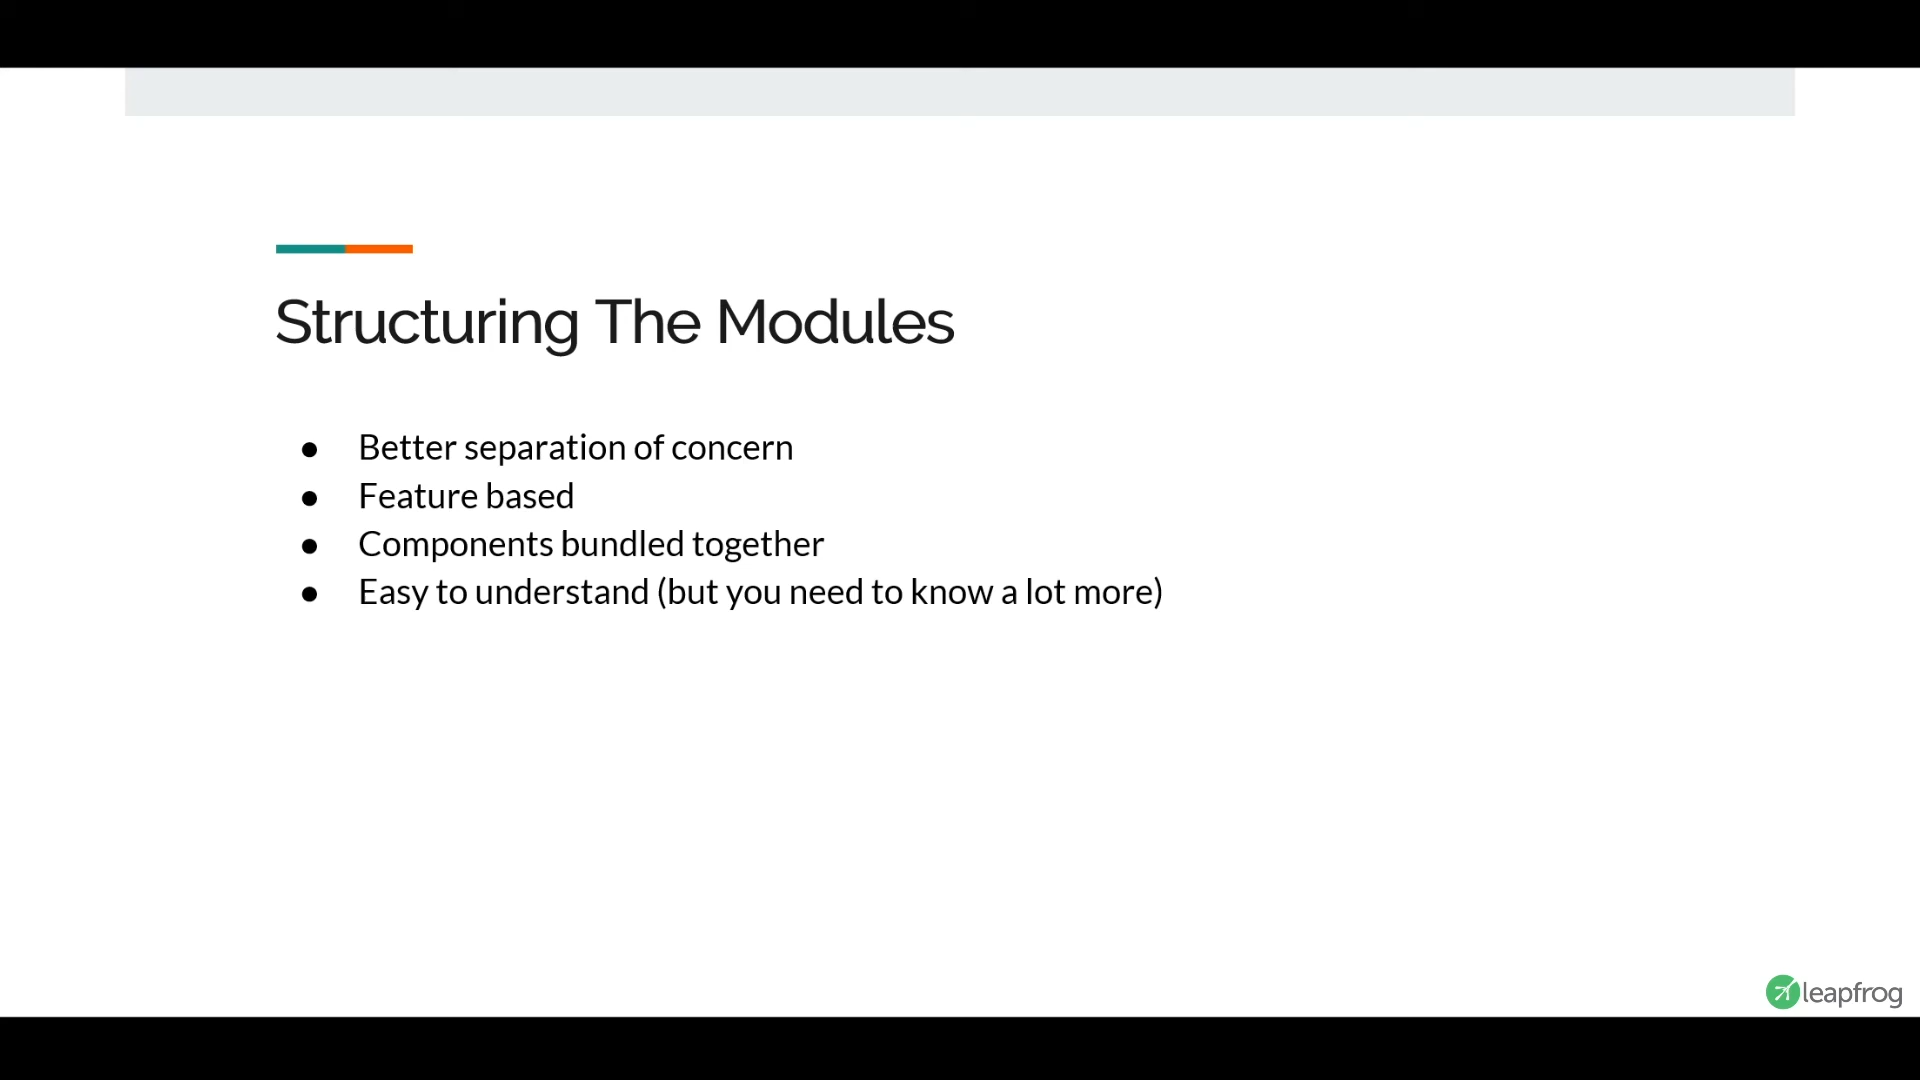 Structuring The Modules
● Better separation of concern
● Feature based
● Components bundled together
● Easy to understand (but you need to know a lot more)
leapfrog